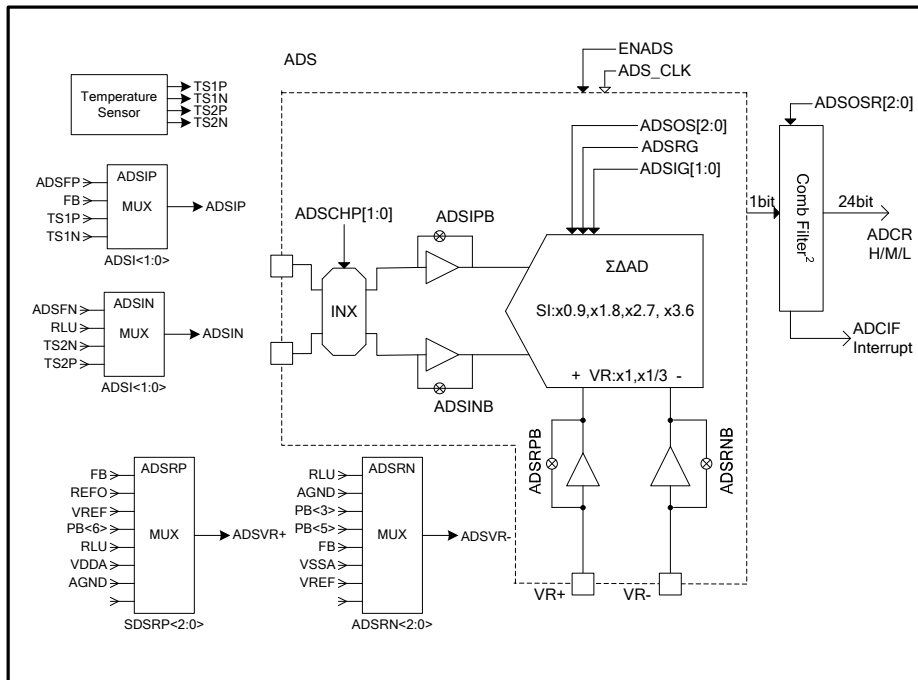 ENADS
ADS
ADS_CLK
Temperature
Sensor
TS1P
TS1N
TS2P
TS2N
ADSOSR[2:0]
ADSOS[2:0]
ADSRG
ADSIG[1:0]
ADSIP
MUX
ADSFP
FB
TS1P
TS1N
ADSIP
ADSI<1:0>
ADSCHP[1:0]
ADSIPB
INX
ΣΔAD
SI:x0.9,x1.8,x2.7, x3.6
+ VR:x1,x1/3 -
1bit
Comb Filter²
24bit
ADCR
H/M/L
ADCIF
Interrupt
ADSIN
MUX
ADSFN
RLU
TS2N
TS2P
ADSIN
ADSI<1:0>
ADSINB
ADSRPB
ADSRNB
ADSRP
MUX
FB
REFO
VREF
PB<6>
RLU
VDDA
AGND
ADSVR+
SDSRP<2:0>
ADSRN
MUX
RLU
AGND
PB<3>
PB<5>
FB
VSSA
VREF
ADSVR-
ADSRN<2:0>
VR+
VR-